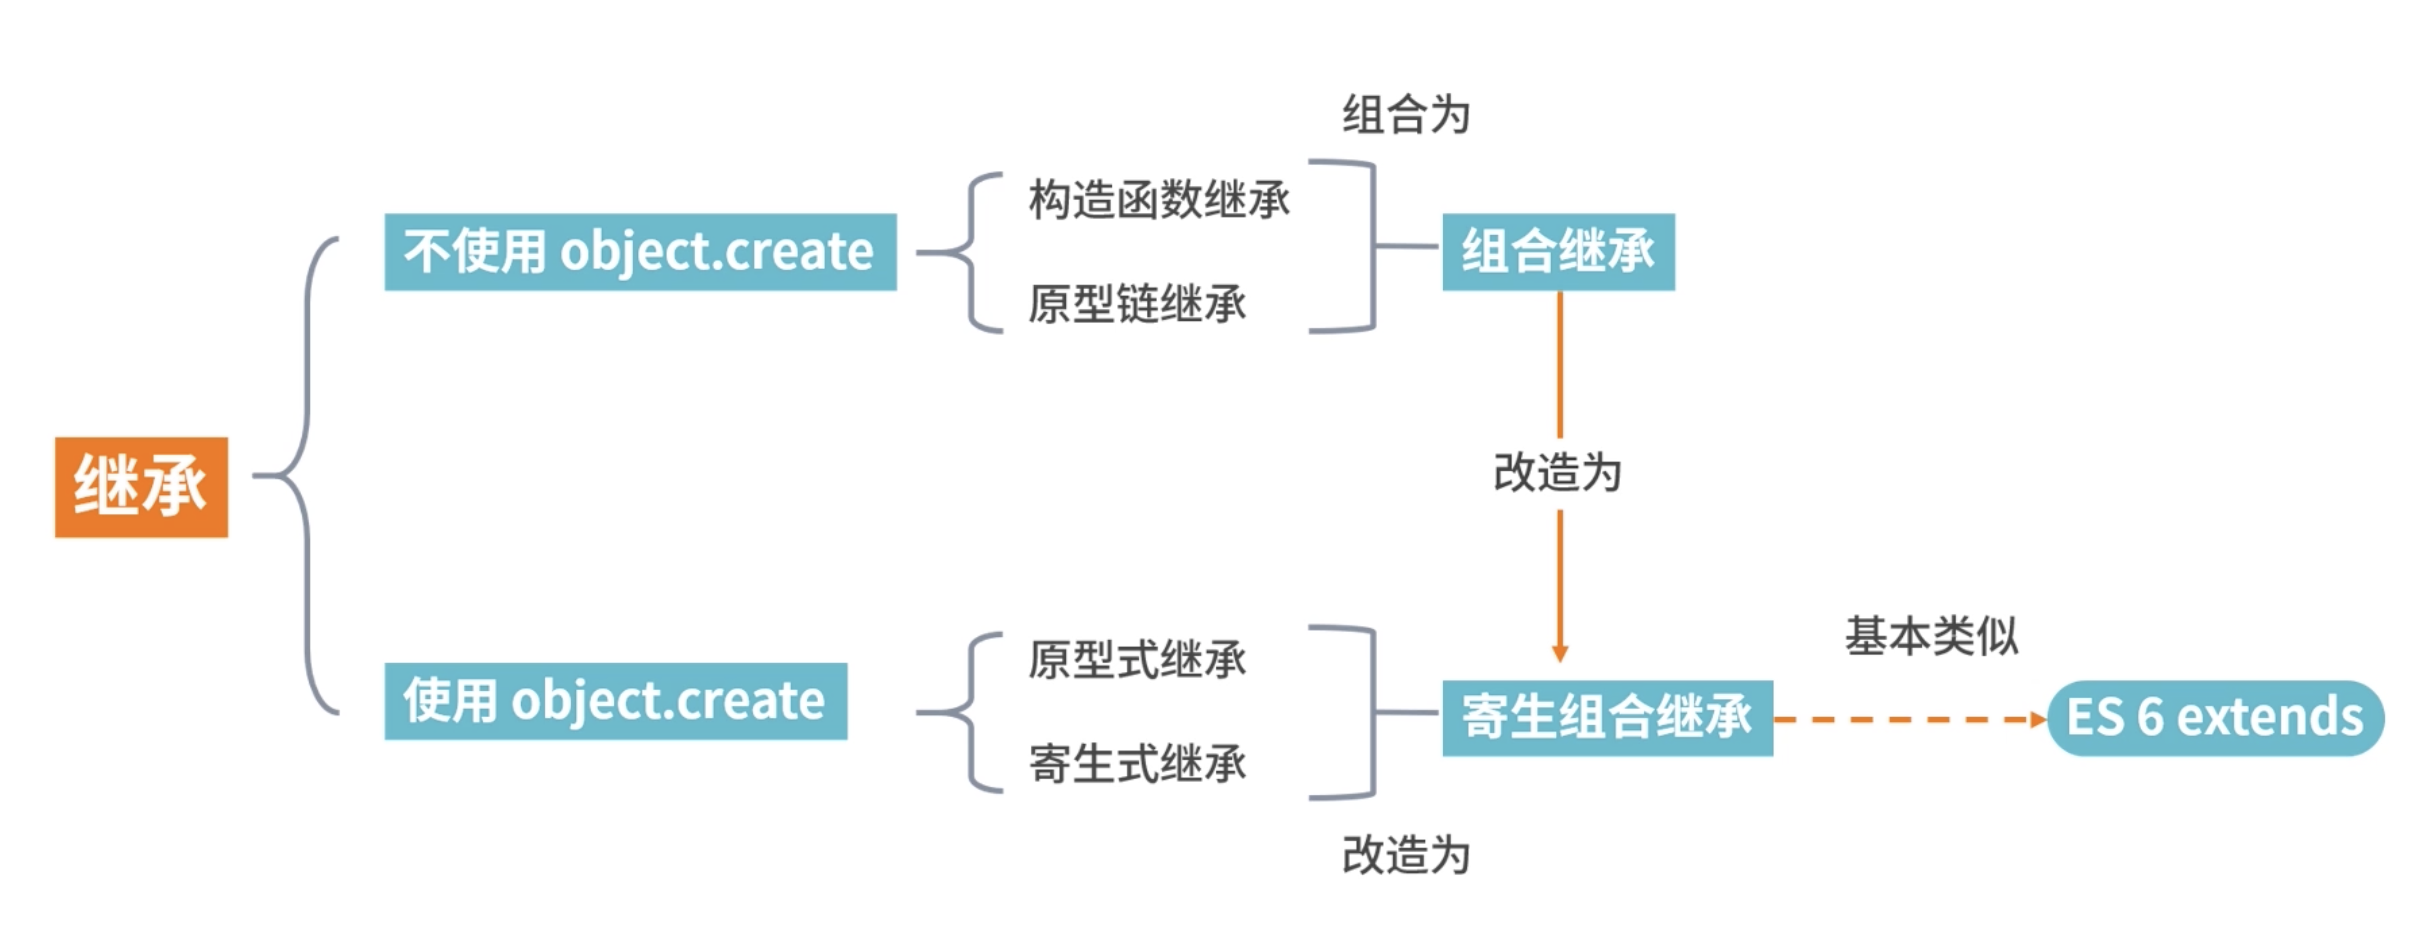 组合为
构造函数继承
不使用 object.create
组合继承
原型链继承
继承
改造为
基本类似
原型式继承
使用 object.create
寄生组合继承
ES 6 extends
寄生式继承
改造为